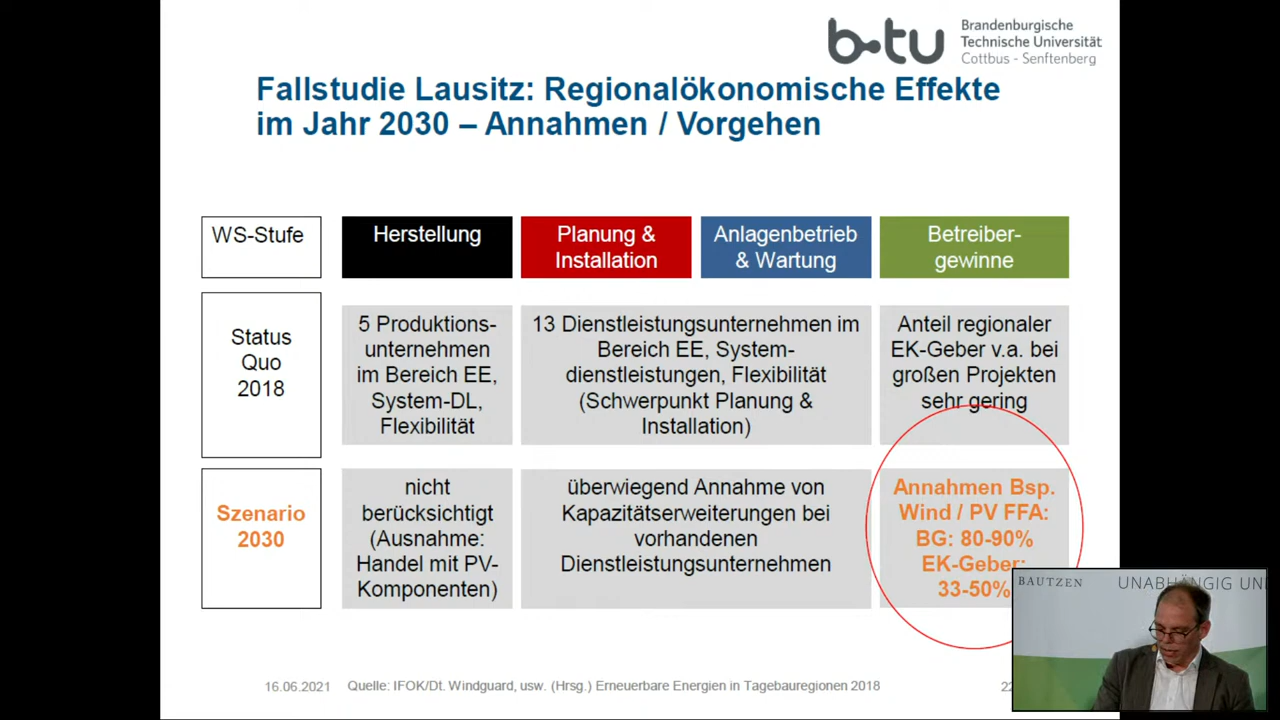 b-tu
Brandenburgische
Technische Universität
Cottbus - Senftenberg
Fallstudie Lausitz: Regionalökonomische Effekte
im Jahr 2030 – Annahmen / Vorgehen
WS-Stufe
Herstellung
Planung &
Installation
Anlagenbetrieb
& Wartung
Betreiber-
gewinne
Status
Quo
2018
5 Produktions-
unternehmen
im Bereich EE,
System-DL,
Flexibilität
13 Dienstleistungsunternehmen im
Bereich EE, System-
dienstleistungen, Flexibilität
(Schwerpunkt Planung &
Installation)
Anteil regionaler
EK-Geber v.a. bei
großen Projekten
sehr gering
Szenario
2030
nicht
berücksichtigt
(Ausnahme:
Handel mit PV-
Komponenten)
überwiegend Annahme von
Kapazitätserweiterungen bei
vorhandenen
Dienstleistungsunternehmen
Annahmen Bsp.
Wind / PV FFA:
BG: 80-90%
EK-Geber:
33-50%
BAUTZEN
UNABHÄNGIG UN
16.06.2021
Quelle: IFOK/Dt. Windguard, usw. (Hrsg.) Erneuerbare Energien in Tagebauregionen 2018
22